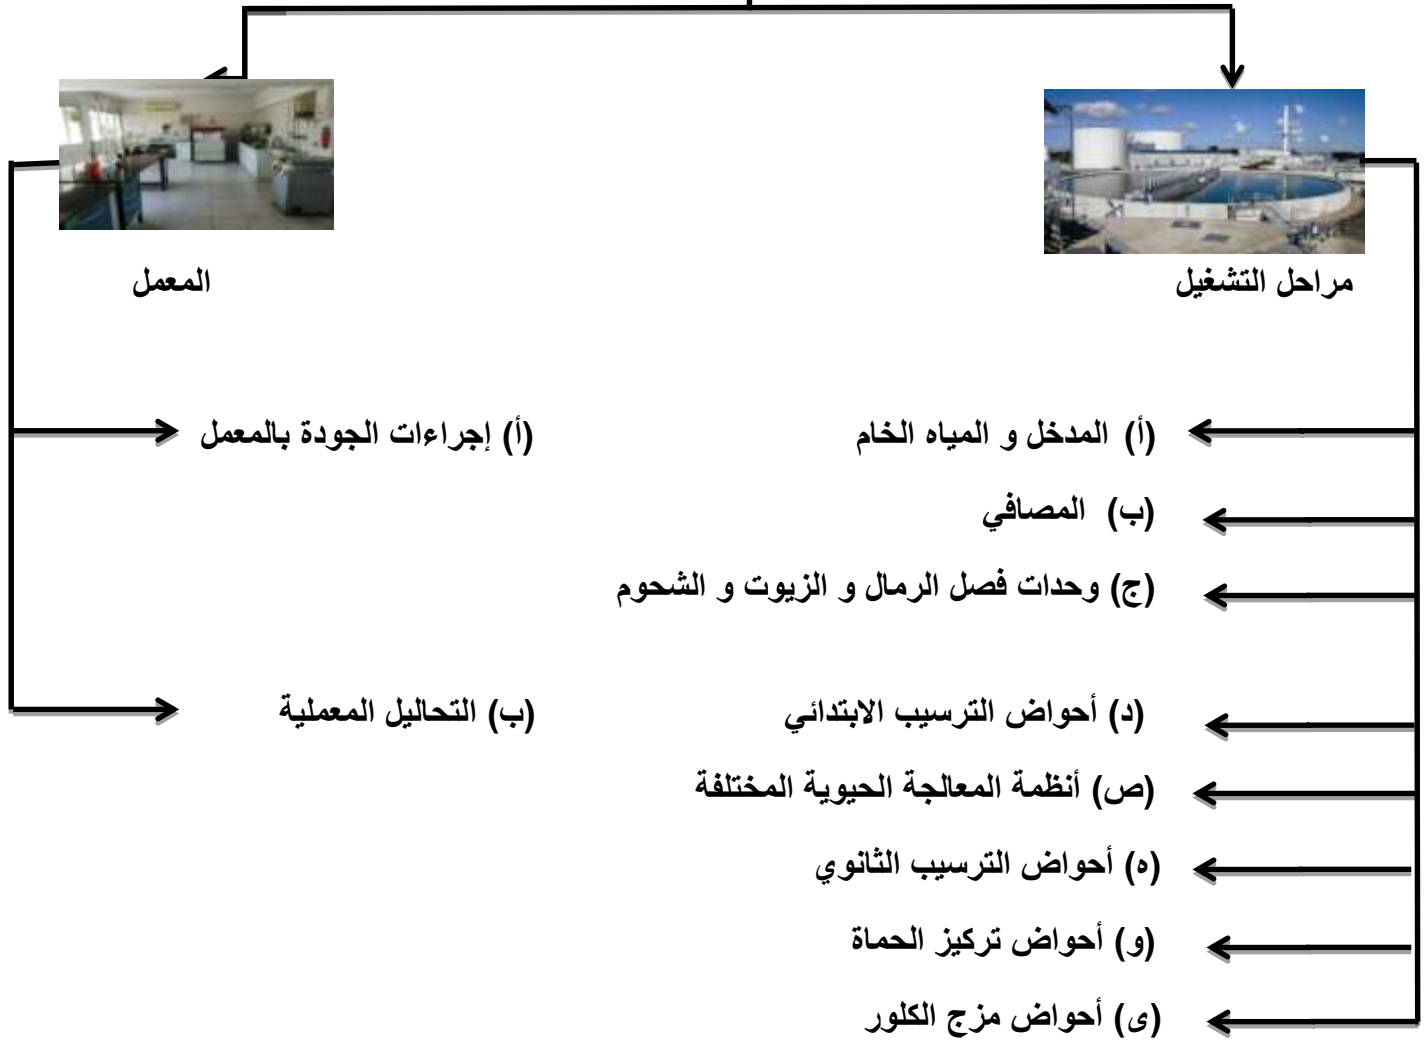 مراحل التشغيل
المعمل
(أ) المدخل و المياه الخام
(ب) المصافي
(ج) وحدات فصل الرمال و الزيوت و الشحوم
(د) أحواض الترسيب الابتدائي
(ص) أنظمة المعالجة الحيوية المختلفة
(ه) أحواض الترسيب الثانوي
(و) أحواض تركيز الحماة
(ى) أحواض مزج الكلور
(أ) إجراءات الجودة بالمعمل
(ب) التحاليل المعملية